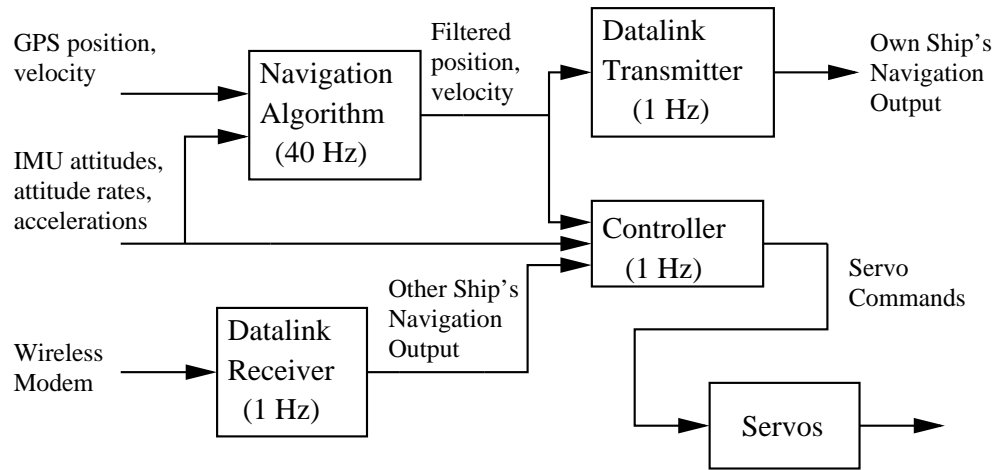 GPS position,
velocity
Navigation
Algorithm
(40 Hz)
Filtered
position,
velocity
Datalink
Transmitter
(1 Hz)
Own Ship's
Navigation
Output
IMU attitudes,
attitude rates,
accelerations
Controller
(1 Hz)
Servo
Commands
Other Ship's
Navigation
Output
Wireless
Modem
Datalink
Receiver
(1 Hz)
Servos